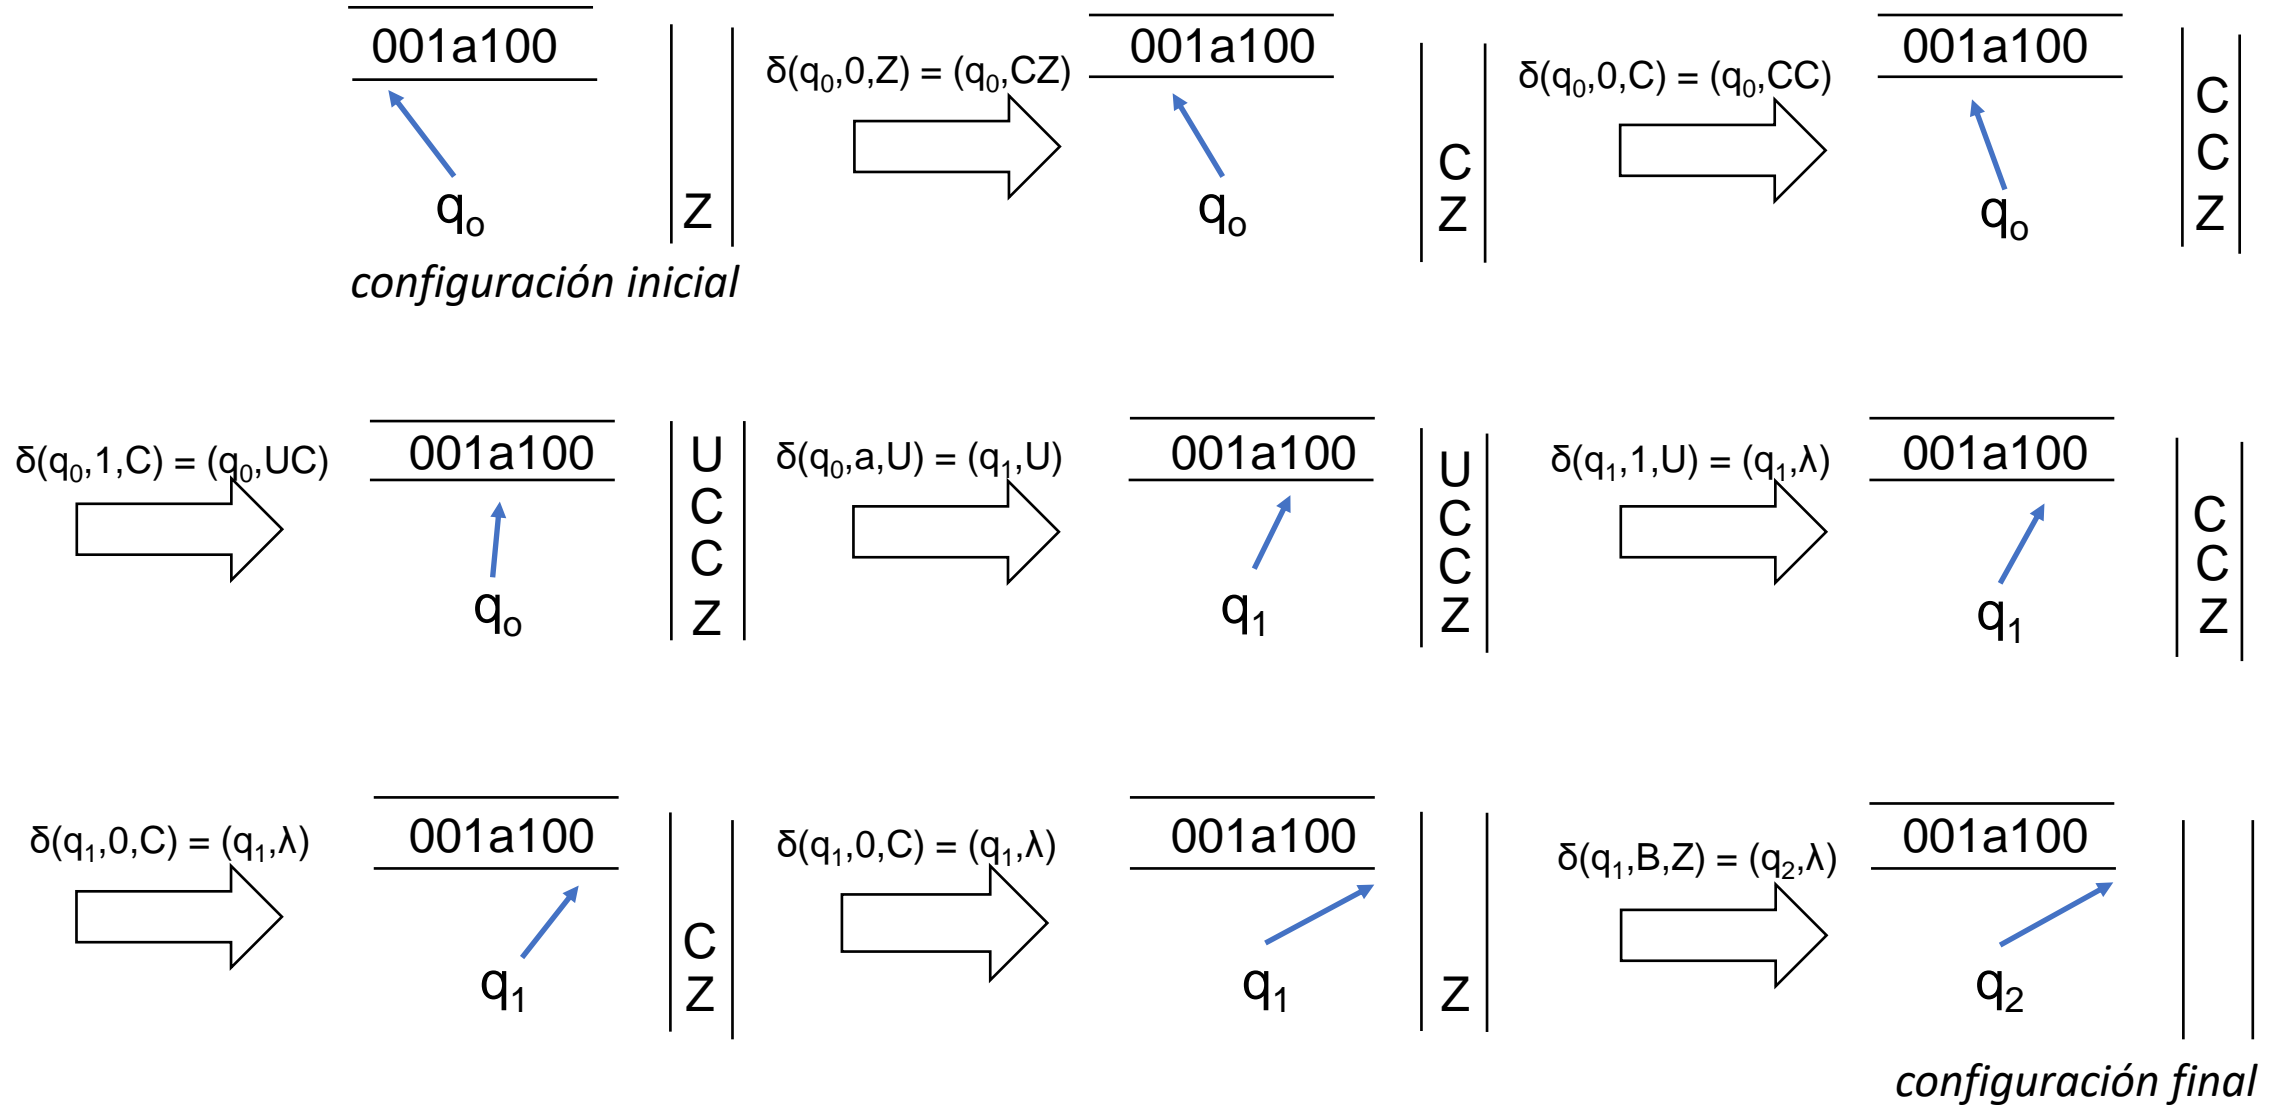 001a100
q₀
Z
configuración inicial
δ(q₀,0,Z) = (q₀,CZ)
001a100
q₀
C
Z
δ(q₀,0,C) = (q₀,CC)
001a100
q₀
C
C
Z
δ(q₀,1,C) = (q₀,UC)
001a100
q₀
U
C
C
Z
δ(q₀,a,U) = (q₁,U)
001a100
q₁
U
C
C
Z
δ(q₁,1,U) = (q₁,λ)
001a100
q₁
C
C
Z
δ(q₁,0,C) = (q₁,λ)
001a100
q₁
C
Z
δ(q₁,0,C) = (q₁,λ)
001a100
q₁
Z
δ(q₁,B,Z) = (q₂,λ)
001a100
q₂
configuración final